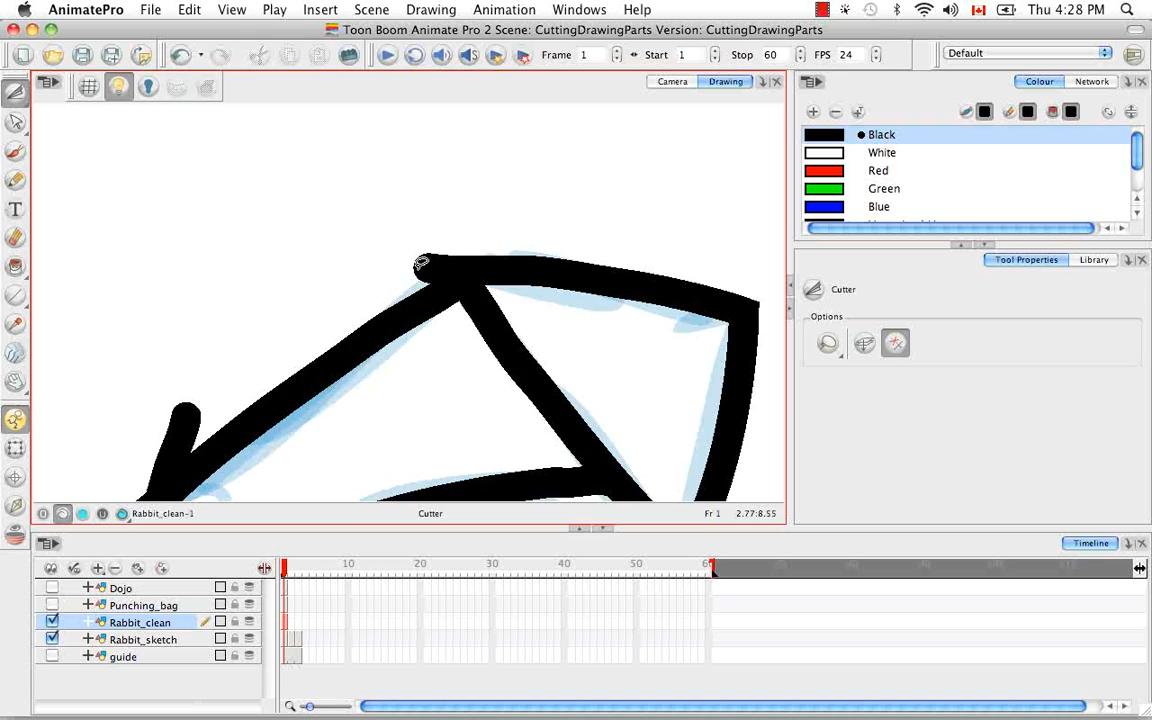 AnimatePro File Edit View Play Insert Scene Drawing Animation Windows Help Thu 4:28 PM
Toon Boom Animate Pro 2 Scene: CuttingDrawingParts Version: CuttingDrawingParts
Frame 1 Start 1 Stop 60 FPS 24 Default
Camera Drawing
Colour Network
Black
White
Red
Green
Blue
Tool Properties Library
Cutter
Options
T
Rabbit_clean-1 Cutter Fr 1 2.77:8.55
Timeline
10 20 30 40 50
Dojo
Punching_bag
Rabbit_clean
Rabbit_sketch
guide